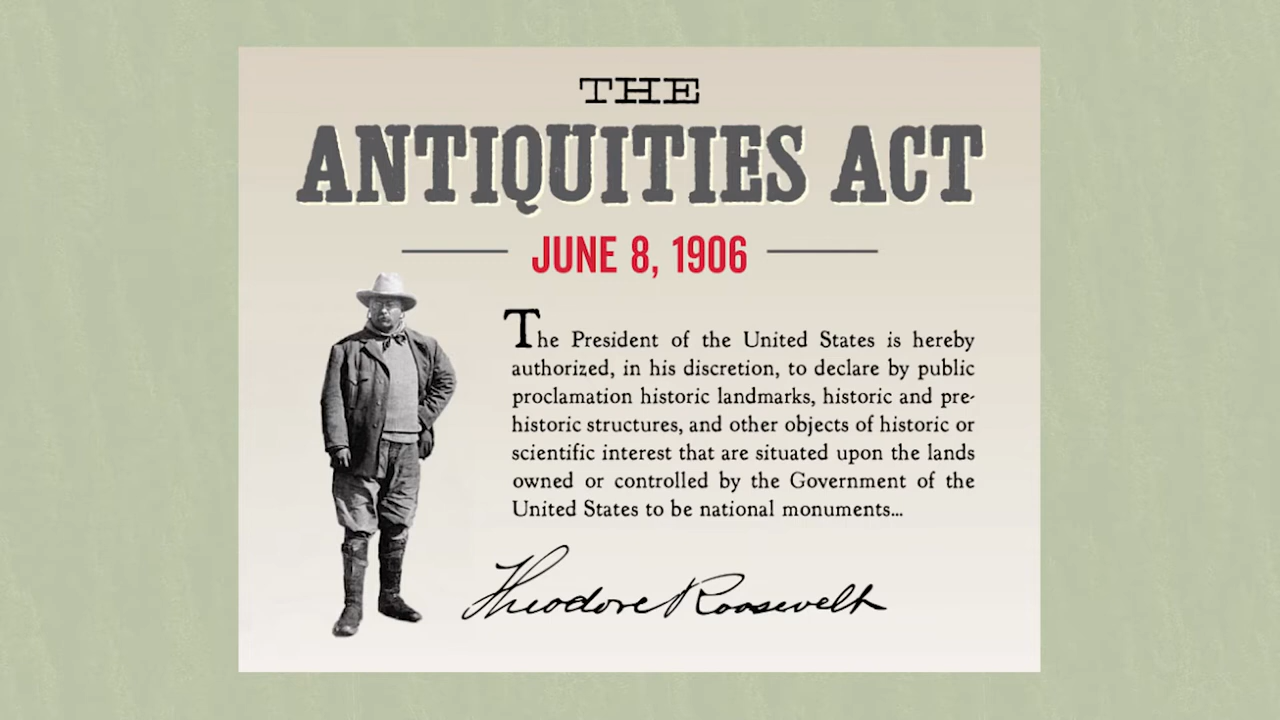 THE
ANTIQUITIES ACT
JUNE 8, 1906
The President of the United States is hereby
authorized, in his discretion, to declare by public
proclamation historic landmarks, historic and pre-
historic structures, and other objects of historic or
scientific interest that are situated upon the lands
owned or controlled by the Government of the
United States to be national monuments...
Theodore Roosevelt